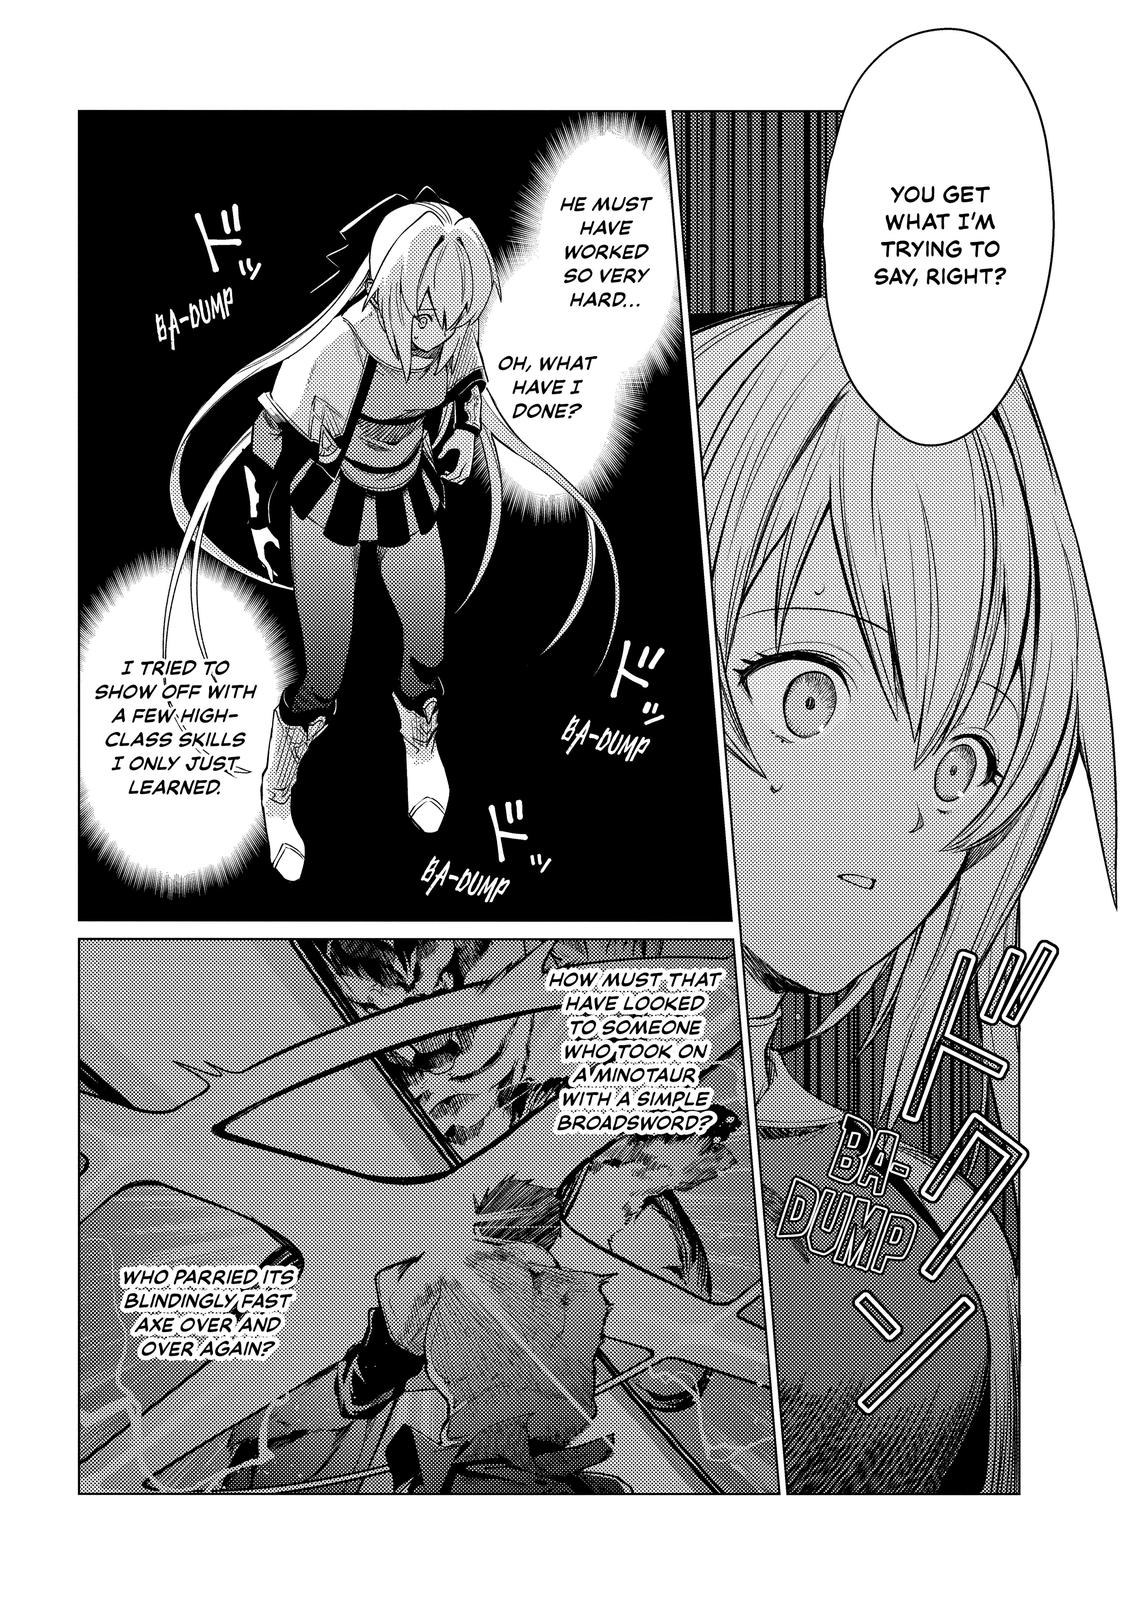 YOU GET
WHAT I'M
TRYING TO
SAY, RIGHT?
ドクン
BA-
DUMP
HE MUST
HAVE
WORKED
SO VERY
HARD...
OH, WHAT
HAVE I
DONE?
ドッ
BA-DUMP
ドッ
BA-DUMP
ドッ
BA-DUMP
I TRIED TO
SHOW OFF WITH
A FEW HIGH-
CLASS SKILLS
I ONLY JUST
LEARNED.
HOW MUST THAT
HAVE LOOKED
TO SOMEONE
WHO TOOK ON
A MINOTAUR
WITH A SIMPLE
BROADSWORD?
WHO PARRIED ITS
BLINDINGLY FAST
AXE OVER AND
OVER AGAIN?